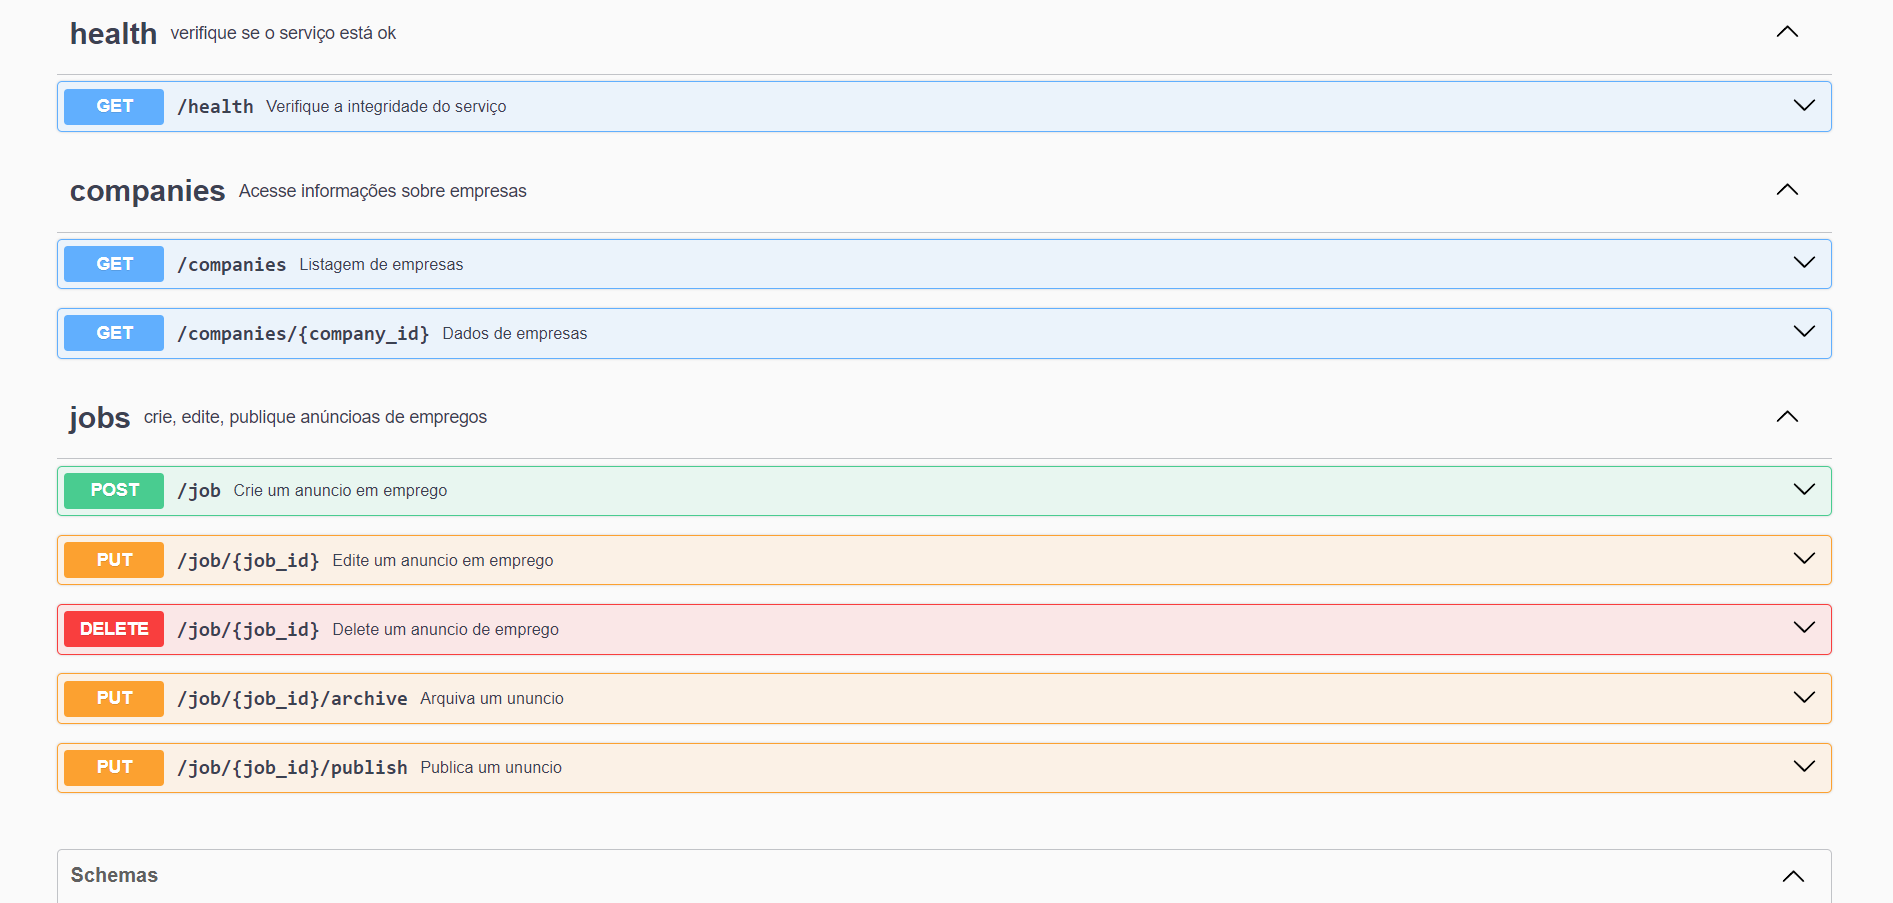 health verifique se o serviço está ok
GET /health Verifique a integridade do serviço
companies Acesse informações sobre empresas
GET /companies Listagem de empresas
GET /companies/{company_id} Dados de empresas
jobs crie, edite, publique anúncioas de empregos
POST /job Crie um anuncio em emprego
PUT /job/{job_id} Edite um anuncio em emprego
DELETE /job/{job_id} Delete um anuncio de emprego
PUT /job/{job_id}/archive Arquiva um ununcio
PUT /job/{job_id}/publish Publica um ununcio
Schemas